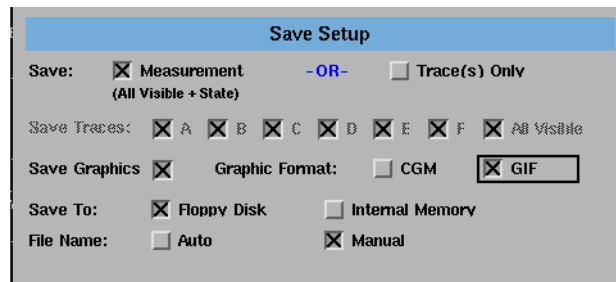 Save Setup
Save: Measurement -OR- Trace(s) Only
(All Visible + State)
Save Traces: A B C D E F All Visible
Save Graphics Graphic Format: CGM GIF
Save To: Floppy Disk Internal Memory
File Name: Auto Manual